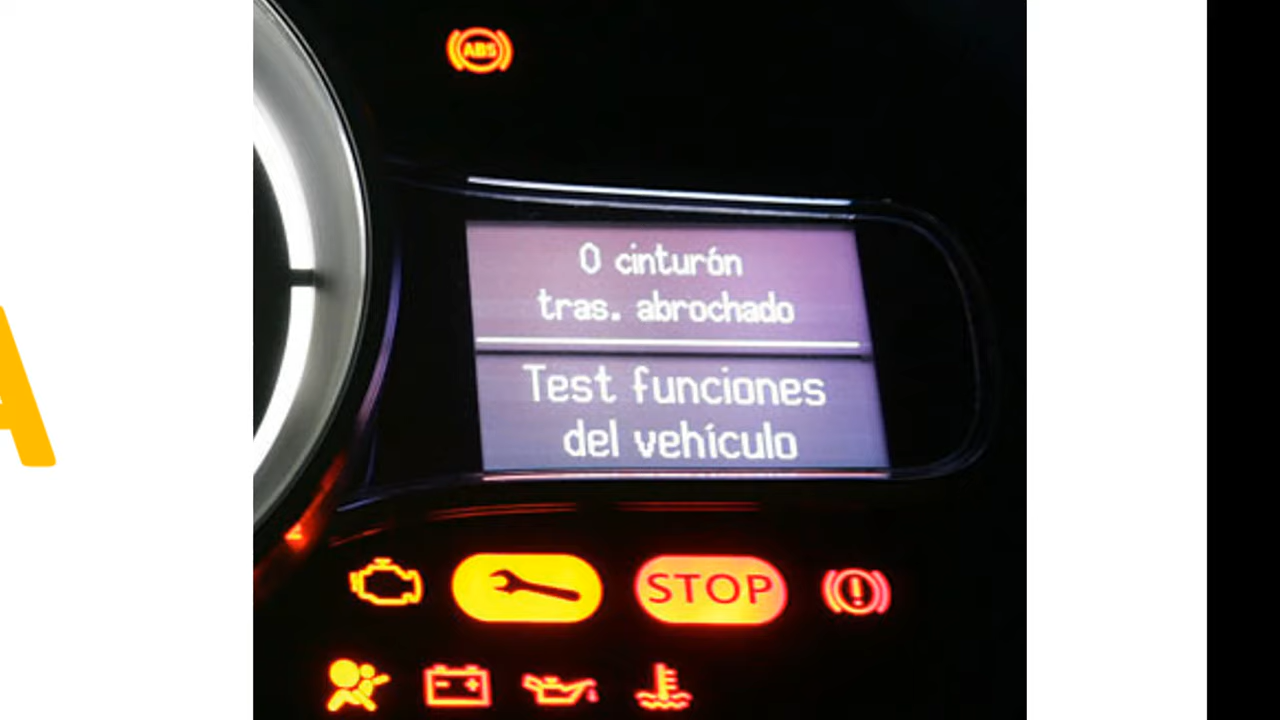 A
ABS
0 cinturón
tras. abrochado
Test funciones
del vehículo
STOP